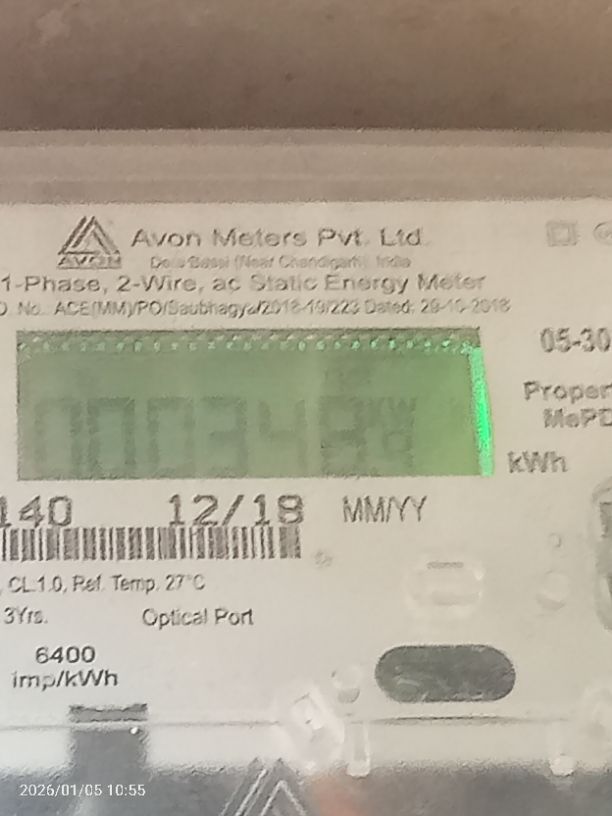 Avon Meters Pvt. Ltd.
AVON
(Near Chandigarh), India
1-Phase, 2-Wire, ac Static Energy Meter
No.: ACE(MM)/PO/Saubhagya/2018-19/223 Dated: 29-10-2018
05-30
kWh
140 12/18 MM/YY
CL.1.0, Ref. Temp. 27°C
3Yrs. Optical Port
6400
imp/kWh
2026/01/05 10:55